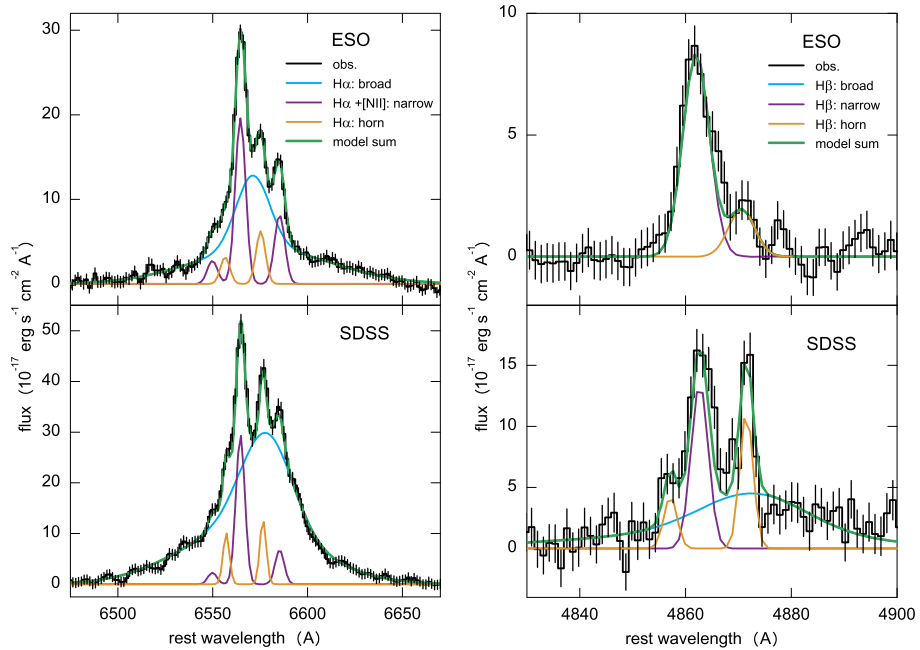 ESO
obs.
Hα: broad
Hα +[NII]: narrow
Hα: horn
model sum
30
20
10
0
flux (10⁻¹⁷ erg s⁻¹ cm⁻² A⁻¹)
ESO
obs.
Hβ: broad
Hβ: narrow
Hβ: horn
model sum
10
5
0
flux (10⁻¹⁷ erg s⁻¹ cm⁻² A⁻¹)
SDSS
50
40
30
20
10
0
6500
6550
6600
6650
rest wavelength (A)
SDSS
15
10
5
0
4840
4860
4880
4900
rest wavelength (A)